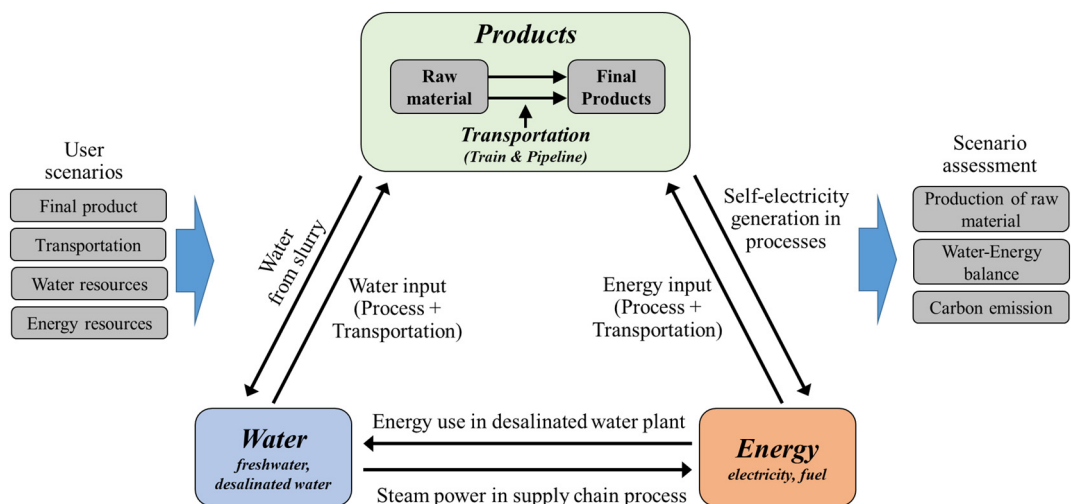 Products
Raw
material
Final
Products
Transportation
(Train & Pipeline)
User
scenarios
Final product
Transportation
Water resources
Energy resources
Water
from slurry
Water input
(Process +
Transportation)
Energy input
(Process +
Transportation)
Self-electricity
generation in
processes
Scenario
assessment
Production of raw
material
Water-Energy
balance
Carbon emission
Water
freshwater,
desalinated water
Energy use in desalinated water plant
Steam power in supply chain process
Energy
electricity, fuel